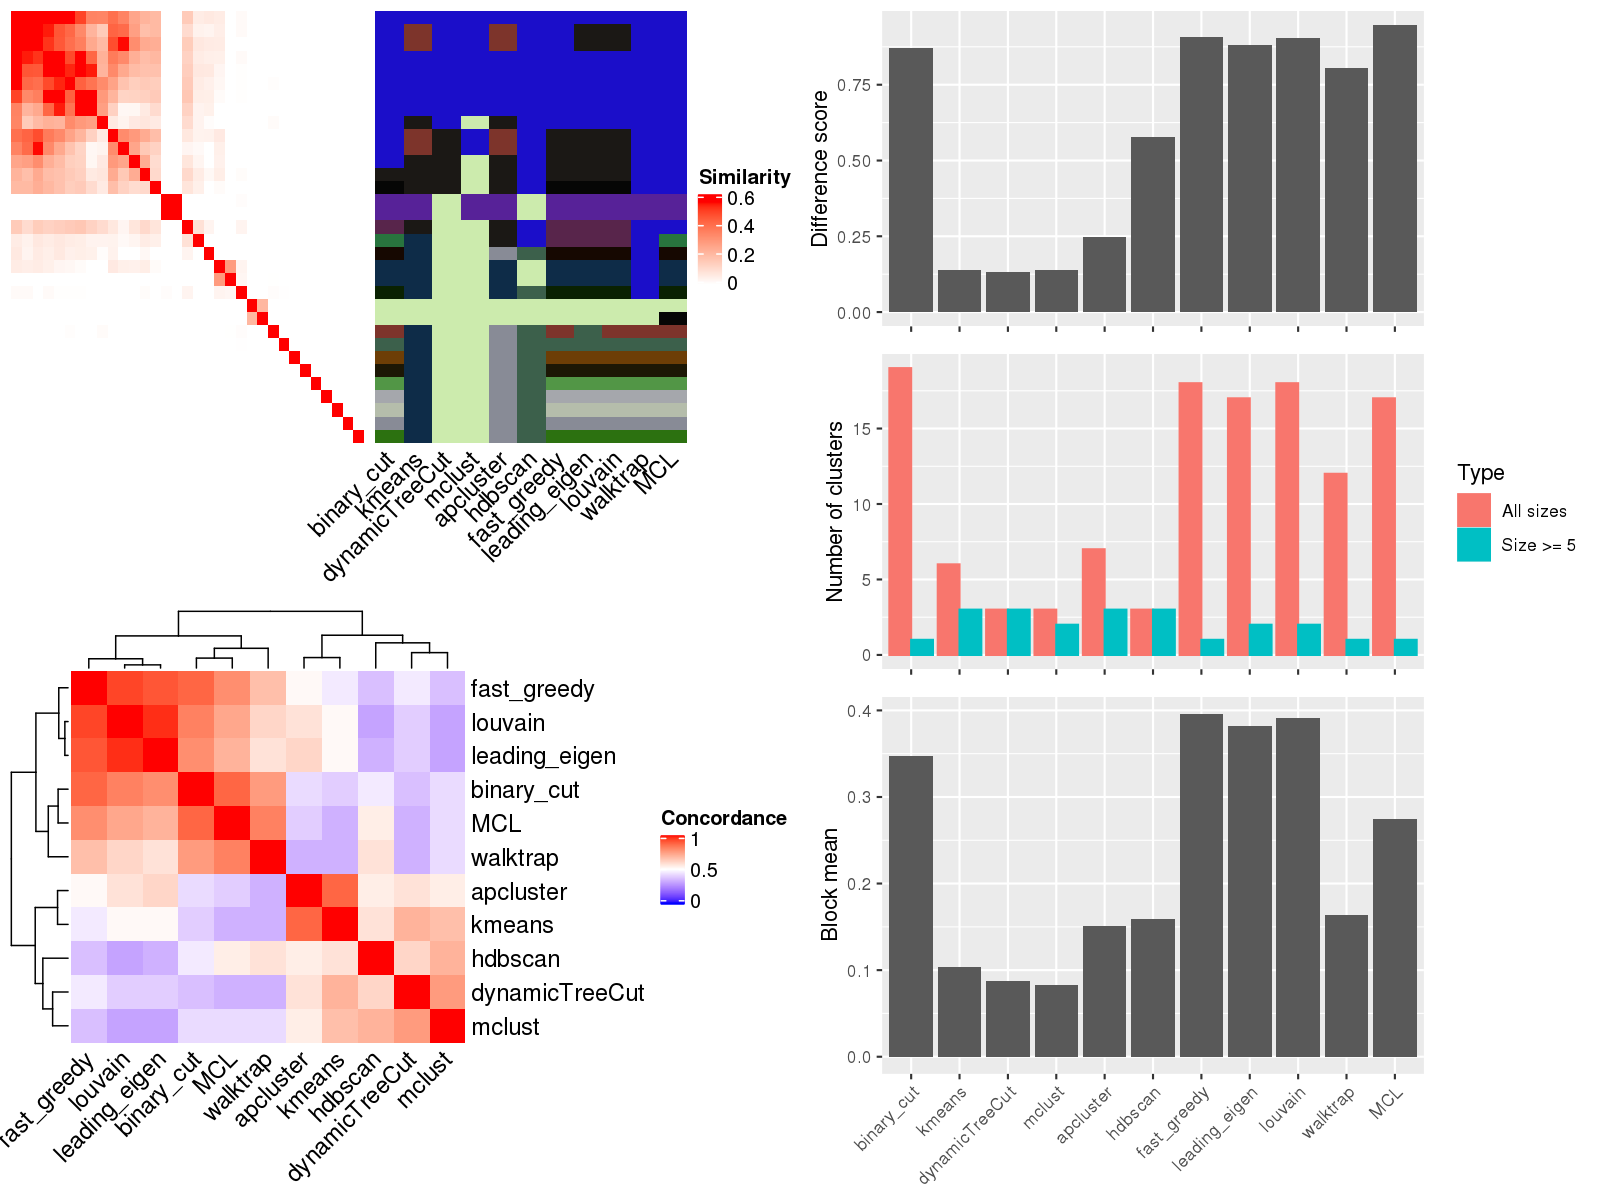 Similarity
0.6
0.4
0.2
0
binary_cut
kmeans
dynamicTreeCut
mclust
apcluster
hdbscan
fast_greedy
leading_eigen
louvain
walktrap
MCL
fast_greedy
louvain
leading_eigen
binary_cut
MCL
walktrap
apcluster
kmeans
hdbscan
dynamicTreeCut
mclust
Concordance
1
0.5
0
fast_greedy
louvain
leading_eigen
binary_cut
MCL
walktrap
apcluster
kmeans
hdbscan
dynamicTreeCut
mclust
Difference score
0.75
0.50
0.25
0.00
Number of clusters
15
10
5
0
Type
All sizes
Size >= 5
Block mean
0.4
0.3
0.2
0.1
0.0
binary_cut
kmeans
dynamicTreeCut
mclust
apcluster
hdbscan
fast_greedy
leading_eigen
louvain
walktrap
MCL